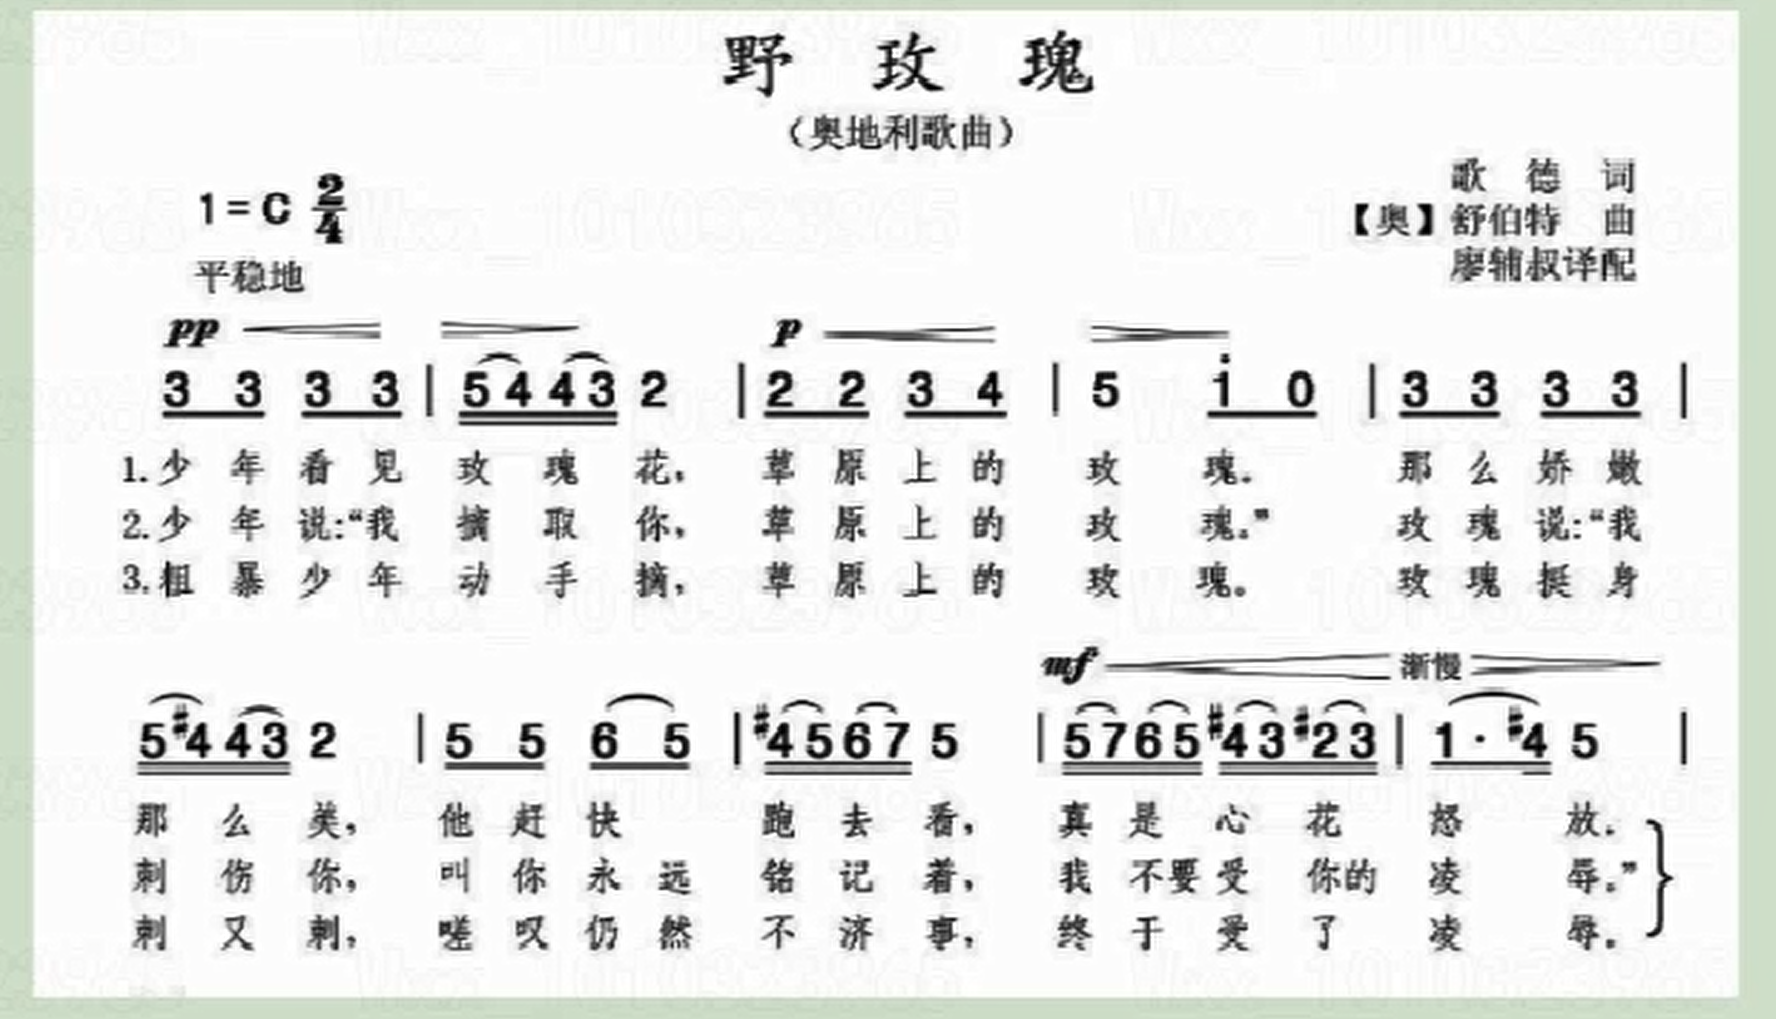 野 玫 瑰
（奥地利歌曲）
1=C 2/4
平稳地
歌 德 词
【奥】舒伯特 曲
廖辅叔译配
pp p
3 3 3 3 | 5 4 4 3 2 | 2 2 3 4 | 5 i 0 | 3 3 3 3 |
1.少 年 看 见 玫 瑰 花， 草 原 上 的 玫 瑰。 那 么 娇 嫩
2.少 年 说:“我 摘 取 你， 草 原 上 的 玫 瑰。” 玫 瑰 说:“我
3.粗 暴 少 年 动 手 摘， 草 原 上 的 玫 瑰。 玫 瑰 挺 身
mf 渐慢
5 #4 4 3 2 | 5 5 6 5 | #4 5 6 7 5 | 5 7 6 5 #4 3 #2 3 | 1· #4 5 |
那 么 美， 他 赶 快 跑 去 看， 真 是 心 花 怒 放。
刺 伤 你， 叫 你 永 远 铭 记 着， 我 不要 受 你的 凌 辱。”
刺 又 刺， 嗟 叹 仍 然 不 济 事， 终 于 受 了 凌 辱。